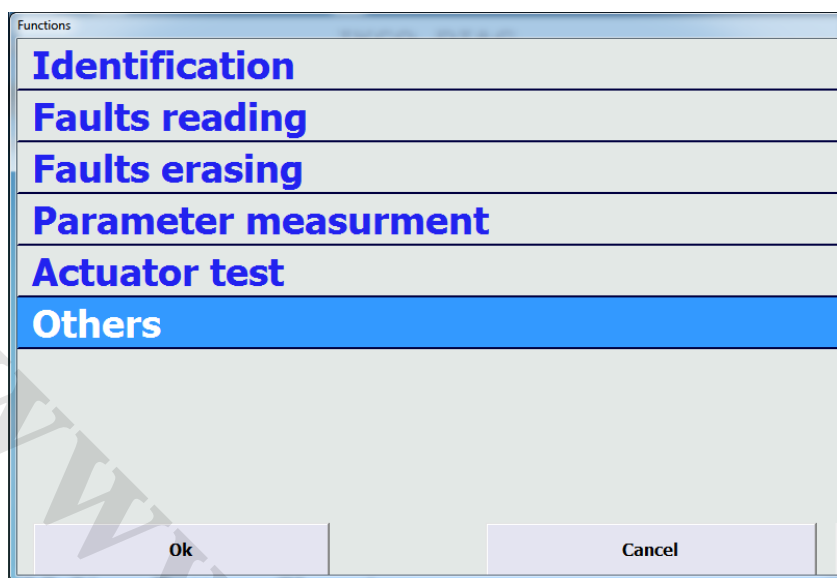 Functions
Identification
Faults reading
Faults erasing
Parameter measurment
Actuator test
Others
Ok Cancel